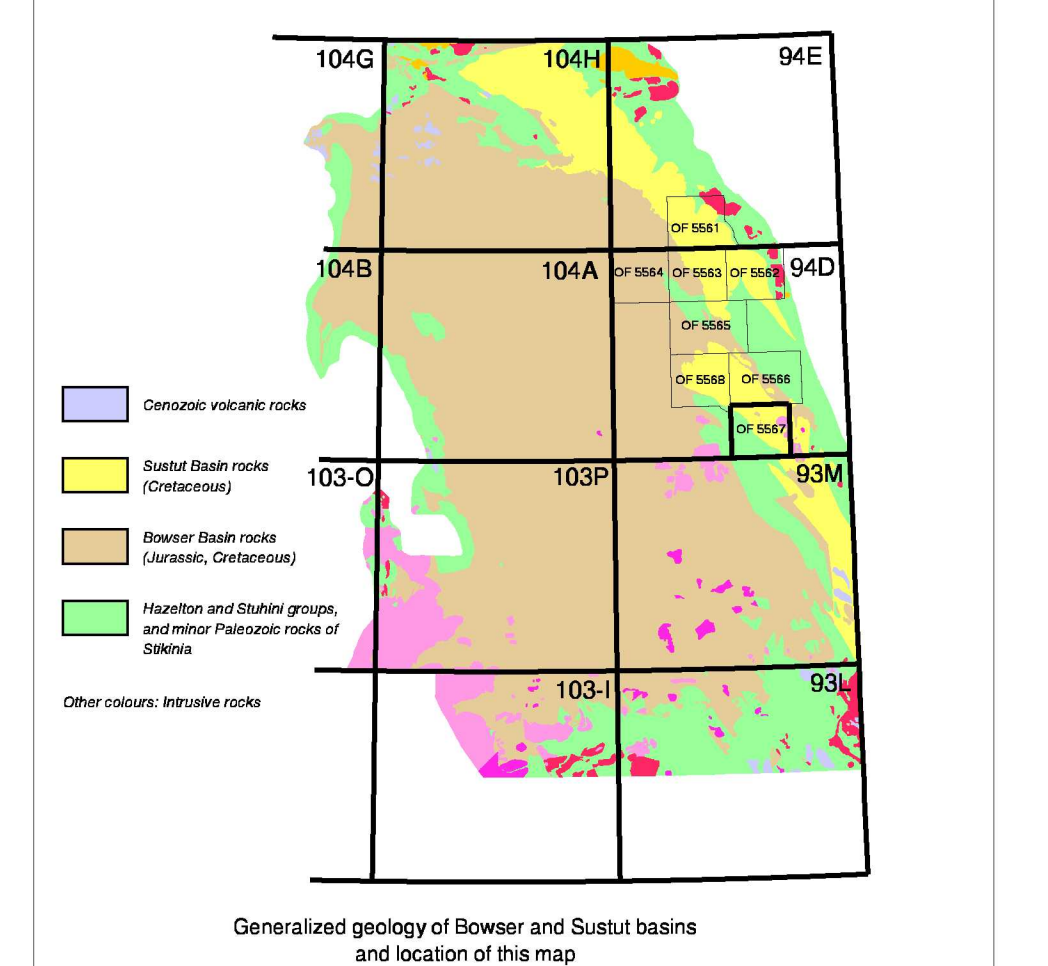 104G
104H
94E
OF 5561
104B
104A
OF 5564
OF 5563
OF 5562
94D
OF 5565
OF 5568
OF 5566
OF 5567
103-O
103P
93M
103-I
93L
Cenozoic volcanic rocks
Sustut Basin rocks
(Cretaceous)
Bowser Basin rocks
(Jurassic, Cretaceous)
Hazelton and Stuhini groups,
and minor Paleozoic rocks of
Stikinia
Other colours: Intrusive rocks
Generalized geology of Bowser and Sustut basins
and location of this map